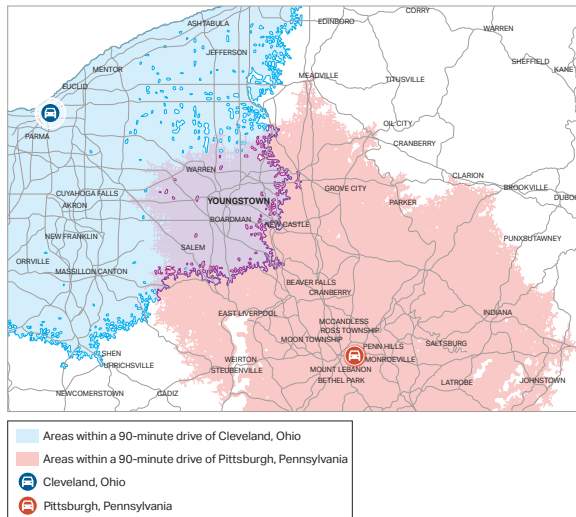 CORRY
ASHTABULA
EDINBORO
WARREN
JEFFERSON
SHEFFIELD
MENTOR
KANE
MEADVILLE
TITUSVILLE
EUCLID
OIL CITY
PARMA
CRANBERRY
WARREN
CLARION
CUYAHOGA FALLS
GROVE CITY
BROOKVILLE
AKRON
YOUNGSTOWN
PARKER
DUBO
BOARDMAN
NEW CASTLE
NEW FRANKLIN
PUNXSUTAWNEY
SALEM
ORRVILLE
MASSILLON CANTON
BEAVER FALLS
CRANBERRY
EAST LIVERPOOL
INDIANA
MCCANDLESS
ROSS TOWNSHIP
MOON TOWNSHIP
PENN HILLS
SALTSBURG
SHEN
WEIRTON
MONROEVILLE
URICHSVILLE
STEUBENVILLE
MOUNT LEBANON
BETHEL PARK
LATROBE
JOHNSTOWN
NEWCOMERSTOWN
CADIZ
Areas within a 90-minute drive of Cleveland, Ohio
Areas within a 90-minute drive of Pittsburgh, Pennsylvania
Cleveland, Ohio
Pittsburgh, Pennsylvania